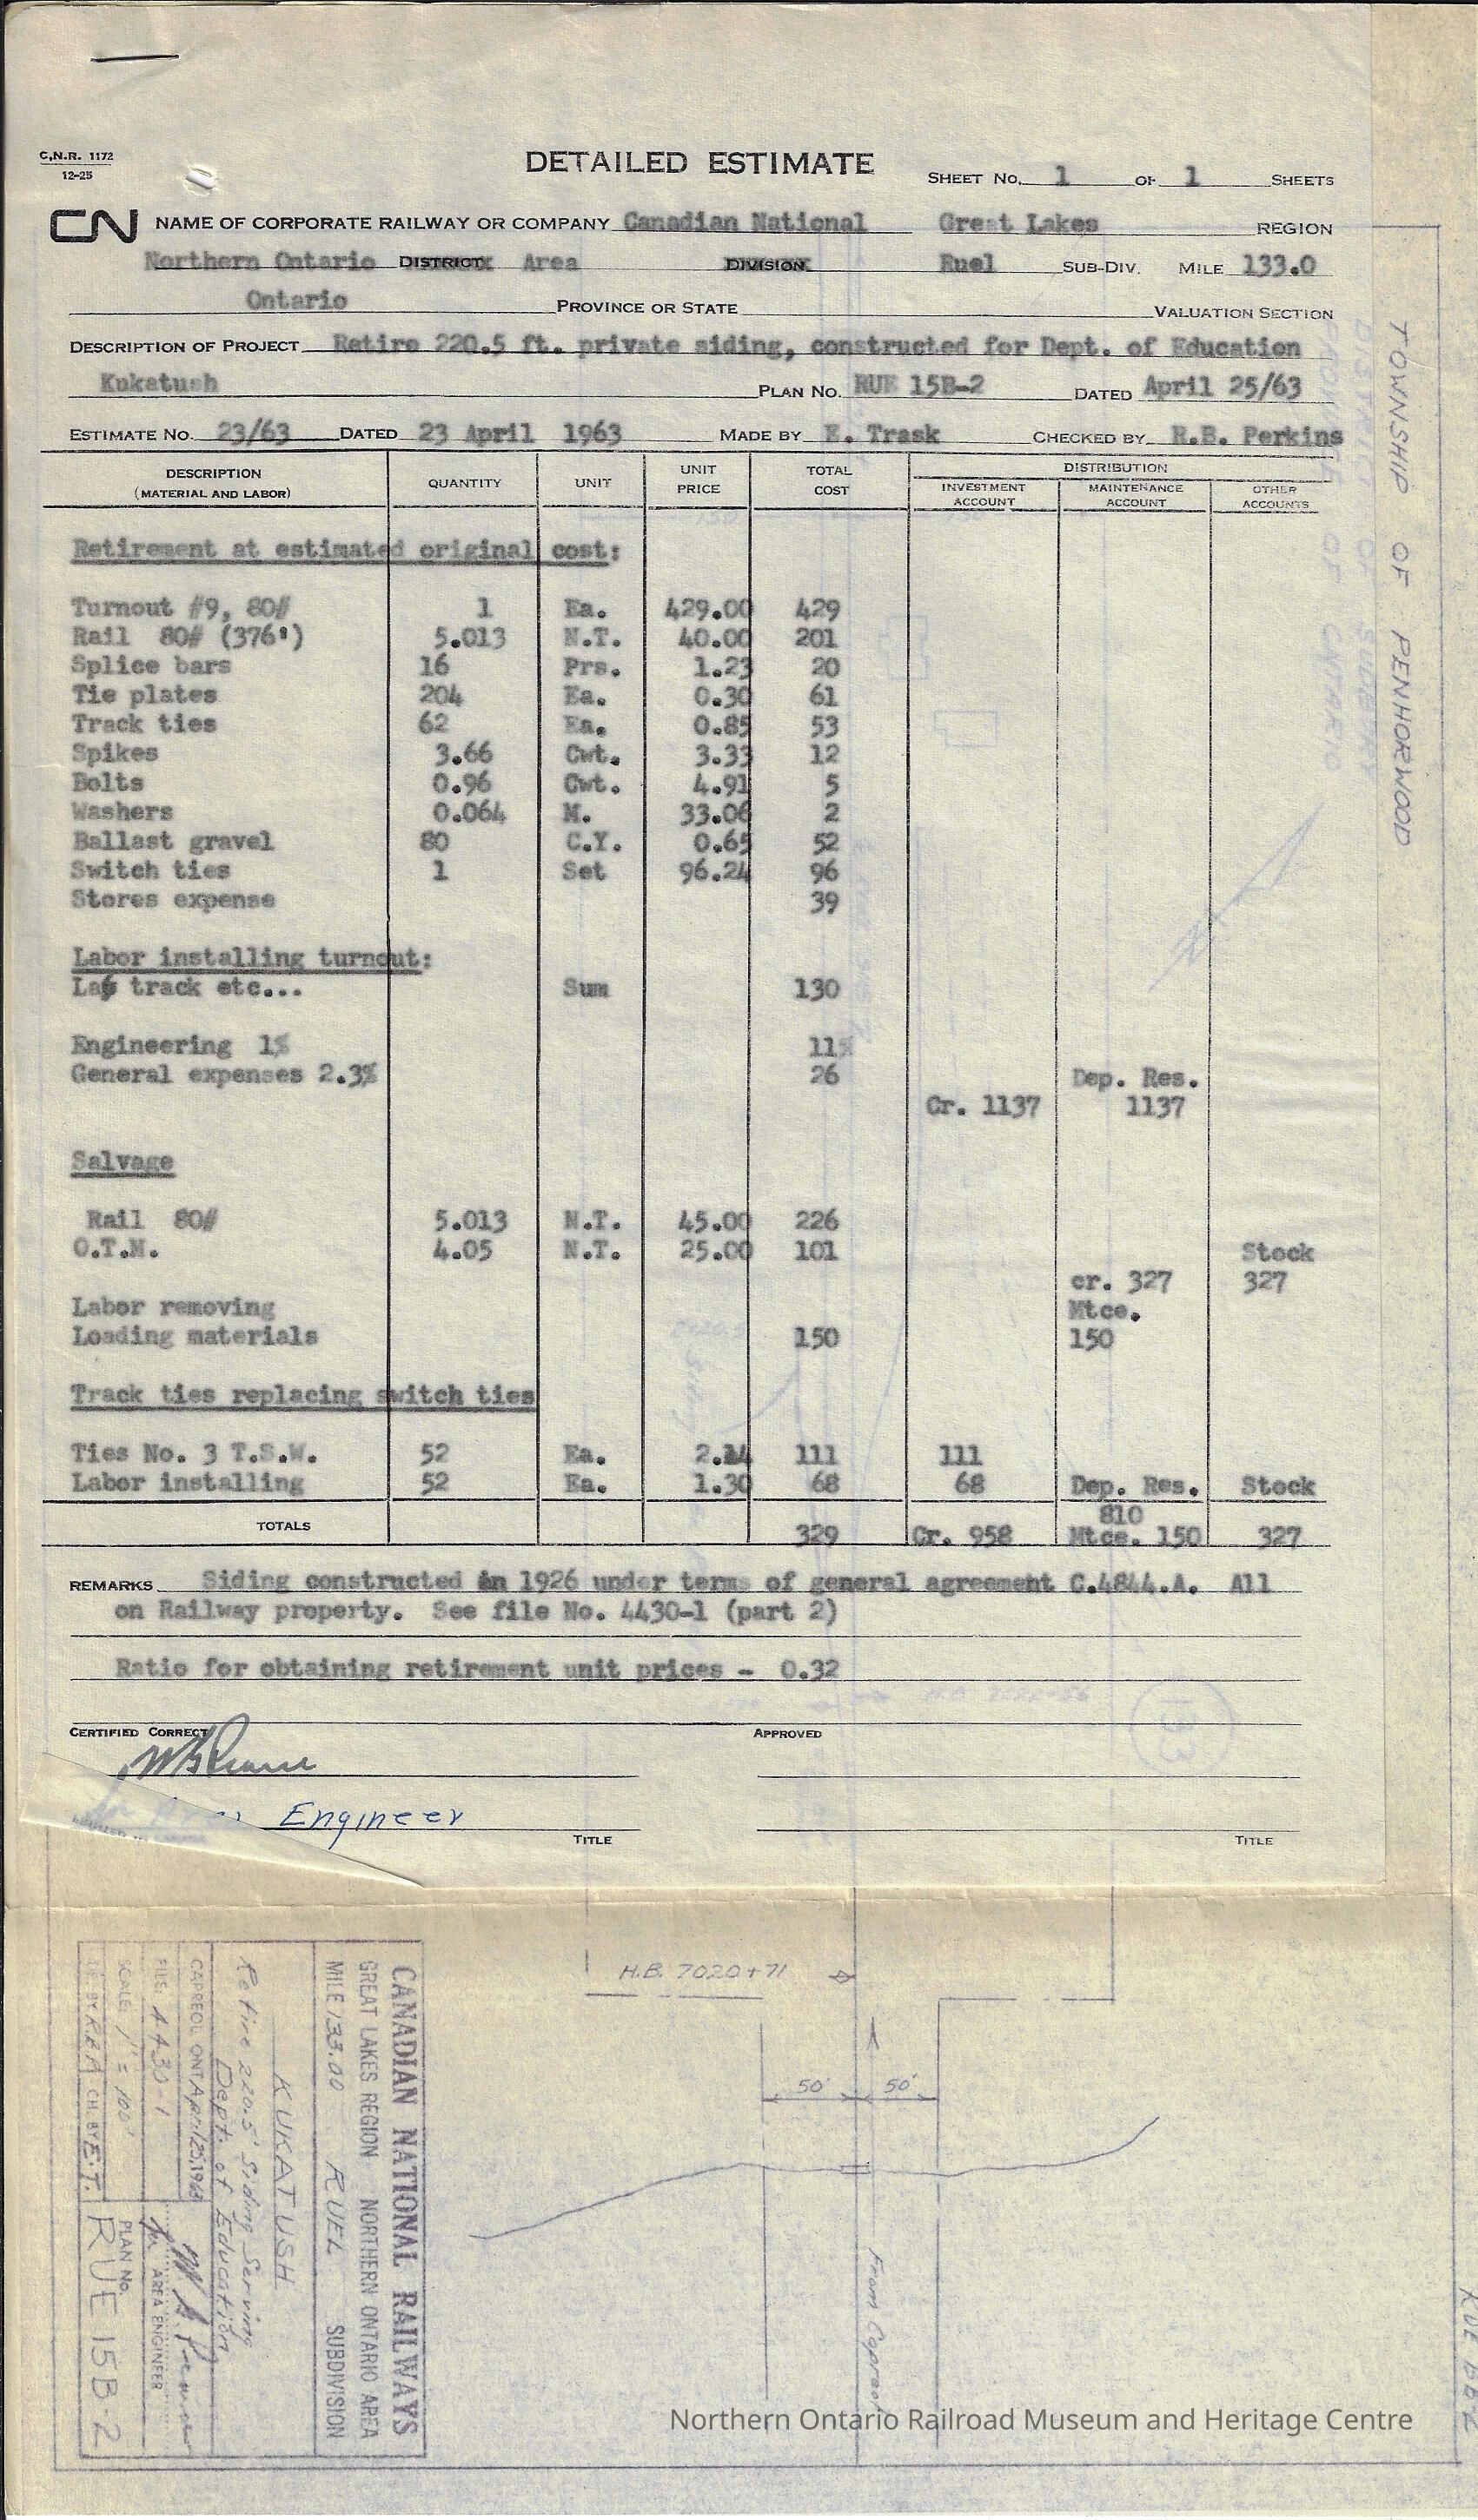 C.N.R. 1172
12-25
DETAILED ESTIMATE
SHEET No. 1 OF 1 SHEETS
CN NAME OF CORPORATE RAILWAY OR COMPANY Canadian National Great Lakes REGION
Northern Ontario DISTRICT Area DIVISION Ruel SUB-DIV. MILE 133.0
Ontario PROVINCE OR STATE VALUATION SECTION
DESCRIPTION OF PROJECT Retire 220.5 ft. private siding, constructed for Dept. of Education
Kukatush PLAN No. RUE 15B-2 DATED April 25/63
ESTIMATE No. 23/63 DATED 23 April 1963 MADE BY E. Trask CHECKED BY R.B. Perkins
DESCRIPTION (MATERIAL AND LABOR) QUANTITY UNIT UNIT PRICE TOTAL COST DISTRIBUTION
INVESTMENT ACCOUNT MAINTENANCE ACCOUNT OTHER ACCOUNTS
Retirement at estimated original cost:
Turnout #9, 80# 1 Ea. 429.00 429
Rail 80# (376') 5.013 N.T. 40.00 201
Splice bars 16 Prs. 1.23 20
Tie plates 204 Ea. 0.30 61
Track ties 62 Ea. 0.85 53
Spikes 3.66 Cwt. 3.33 12
Bolts 0.96 Cwt. 4.91 5
Washers 0.064 M. 33.06 2
Ballast gravel 80 C.Y. 0.65 52
Switch ties 1 Set 96.24 96
Stores expense 39
Labor installing turnout:
track etc... Sum 130
Engineering 1% 11
General expenses 2.3% 26 Dep. Res.
Cr. 1137 1137
Salvage
Rail 80# 5.013 N.T. 45.00 226
O.T.M. 4.05 N.T. 25.00 101 Stock
cr. 327 327
Labor removing Mtce.
Loading materials 150 150
Track ties replacing switch ties
Ties No. 3 T.S.W. 52 Ea. 2.14 111 111
Labor installing 52 Ea. 1.30 68 68 Dep. Res. Stock
810
TOTALS 329 Cr. 958 Mtce. 150 327
REMARKS Siding constructed in 1926 under terms of general agreement C.4844.A. All
on Railway property. See file No. 4430-1 (part 2)
Ratio for obtaining retirement unit prices - 0.32
CERTIFIED CORRECT APPROVED
Engineer
TITLE TITLE
TOWNSHIP OF PENHORWOOD
DISTRICT OF SUDBURY
PROVINCE OF ONTARIO
133
H.B. 7020+71
50' 50'
From Capreol
CANADIAN NATIONAL RAILWAYS
GREAT LAKES REGION NORTHERN ONTARIO AREA
MILE 133.00 RUEL SUBDIVISION
KUKATUSH
Retire 220.5' Siding Serving
Dept. of Education
CAPREOL ONT. April 25, 1963
FILE: 4430-1
AREA ENGINEER
SCALE: 1" = 100'
PLAN No.
CH. BY E.T.
RUE 15B-2
Northern Ontario Railroad Museum and Heritage Centre